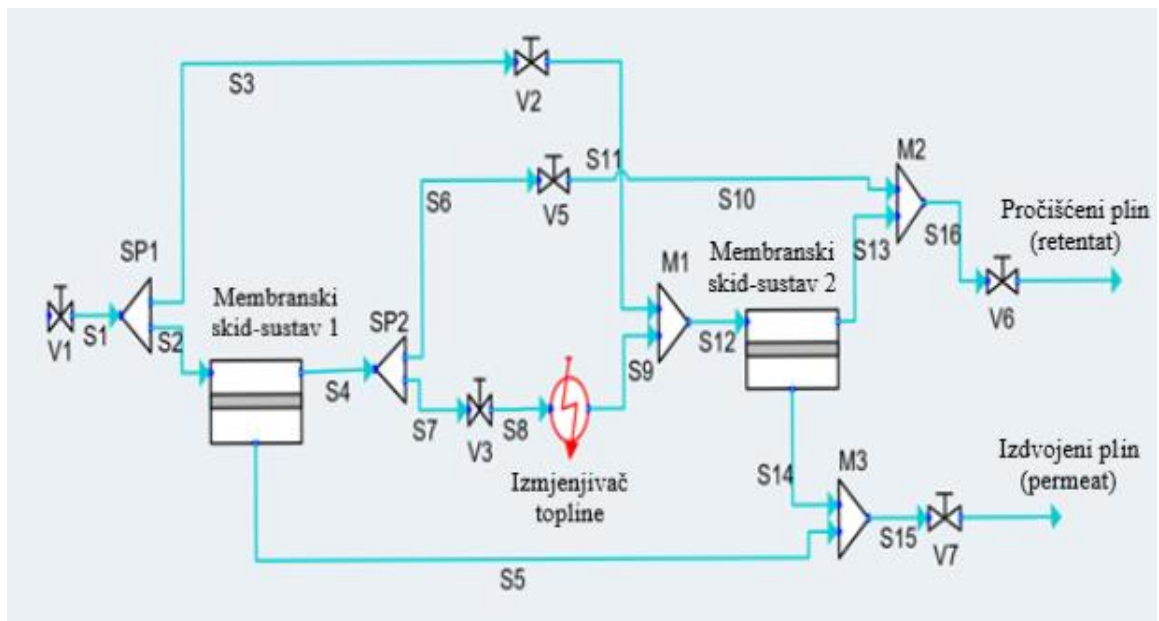 S3
V2
S11
M2
S6
V5
S10
Pročišćeni plin
(retentat)
SP1
S13
S16
Membranski
skid-sustav 2
M1
Membranski
skid-sustav 1
SP2
V6
S1
S2
V1
S12
S4
S9
S7
S8
V3
Izmjenjivač
topline
S14
M3
Izdvojeni plin
(permeat)
S15
V7
S5